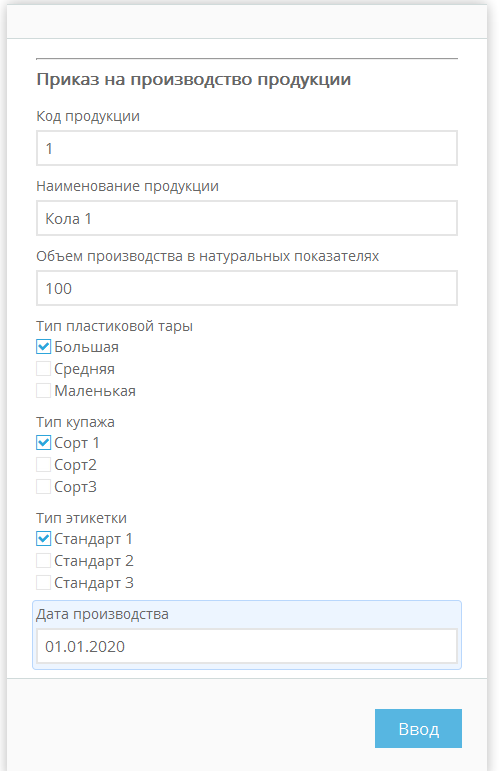 Приказ на производство продукции
Код продукции
1
Наименование продукции
Кола 1
Объем производства в натуральных показателях
100
Тип пластиковой тары
Большая
Средняя
Маленькая
Тип купажа
Сорт 1
Сорт2
Сорт3
Тип этикетки
Стандарт 1
Стандарт 2
Стандарт 3
Дата производства
01.01.2020
Ввод